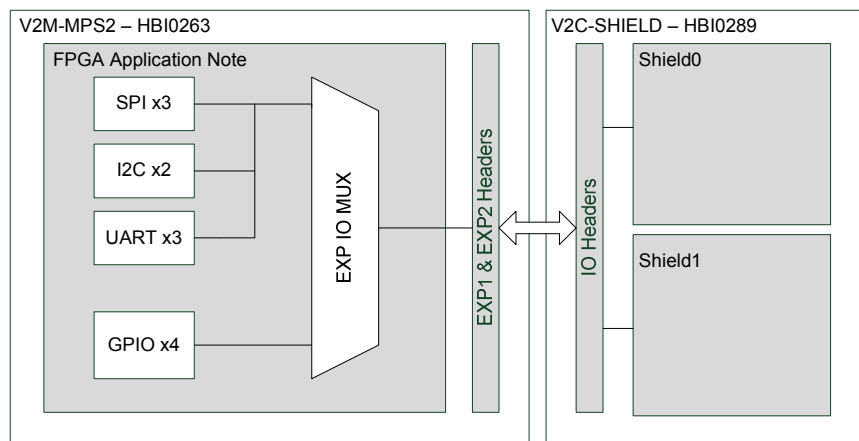 V2M-MPS2 – HBI0263
V2C-SHIELD – HBI0289
FPGA Application Note
SPI x3
I2C x2
UART x3
GPIO x4
EXP IO MUX
EXP1 & EXP2 Headers
IO Headers
Shield0
Shield1